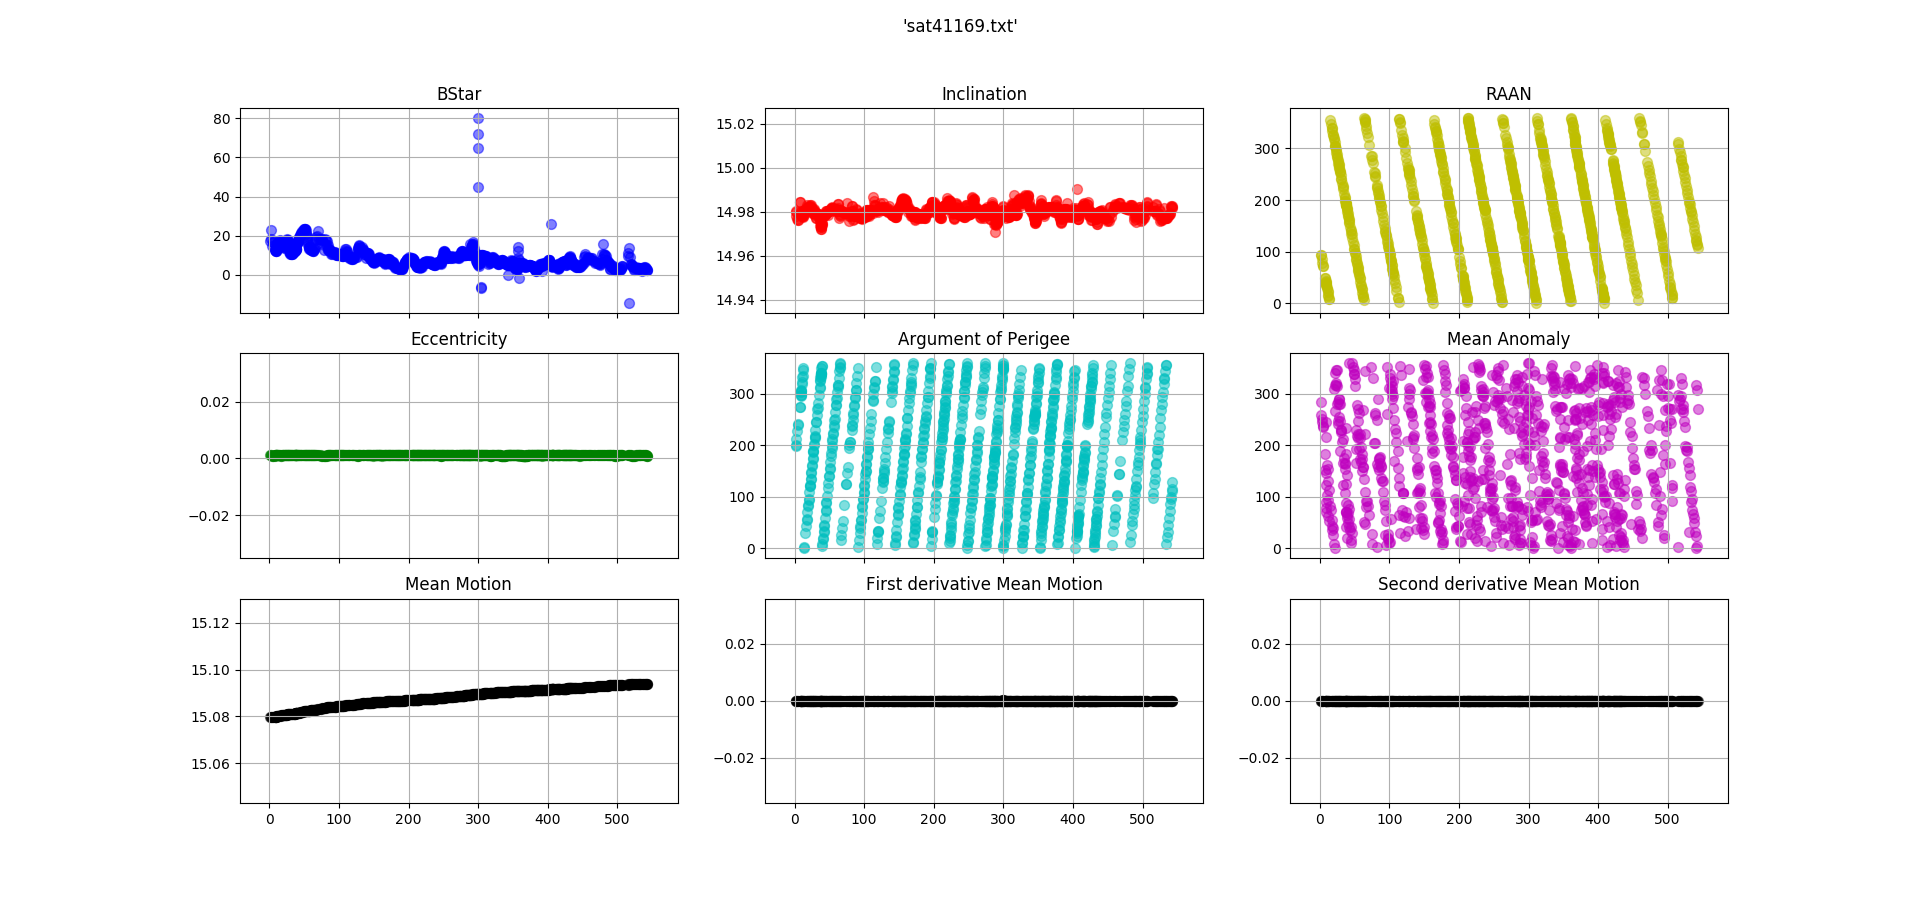 'sat41169.txt'
BStar
Inclination
RAAN
80
60
40
20
0
15.02
15.00
14.98
14.96
14.94
300
200
100
0
Eccentricity
Argument of Perigee
Mean Anomaly
0.02
0.00
−0.02
300
200
100
0
300
200
100
0
Mean Motion
First derivative Mean Motion
Second derivative Mean Motion
15.12
15.10
15.08
15.06
0.02
0.00
−0.02
0.02
0.00
−0.02
0 100 200 300 400 500
0 100 200 300 400 500
0 100 200 300 400 500